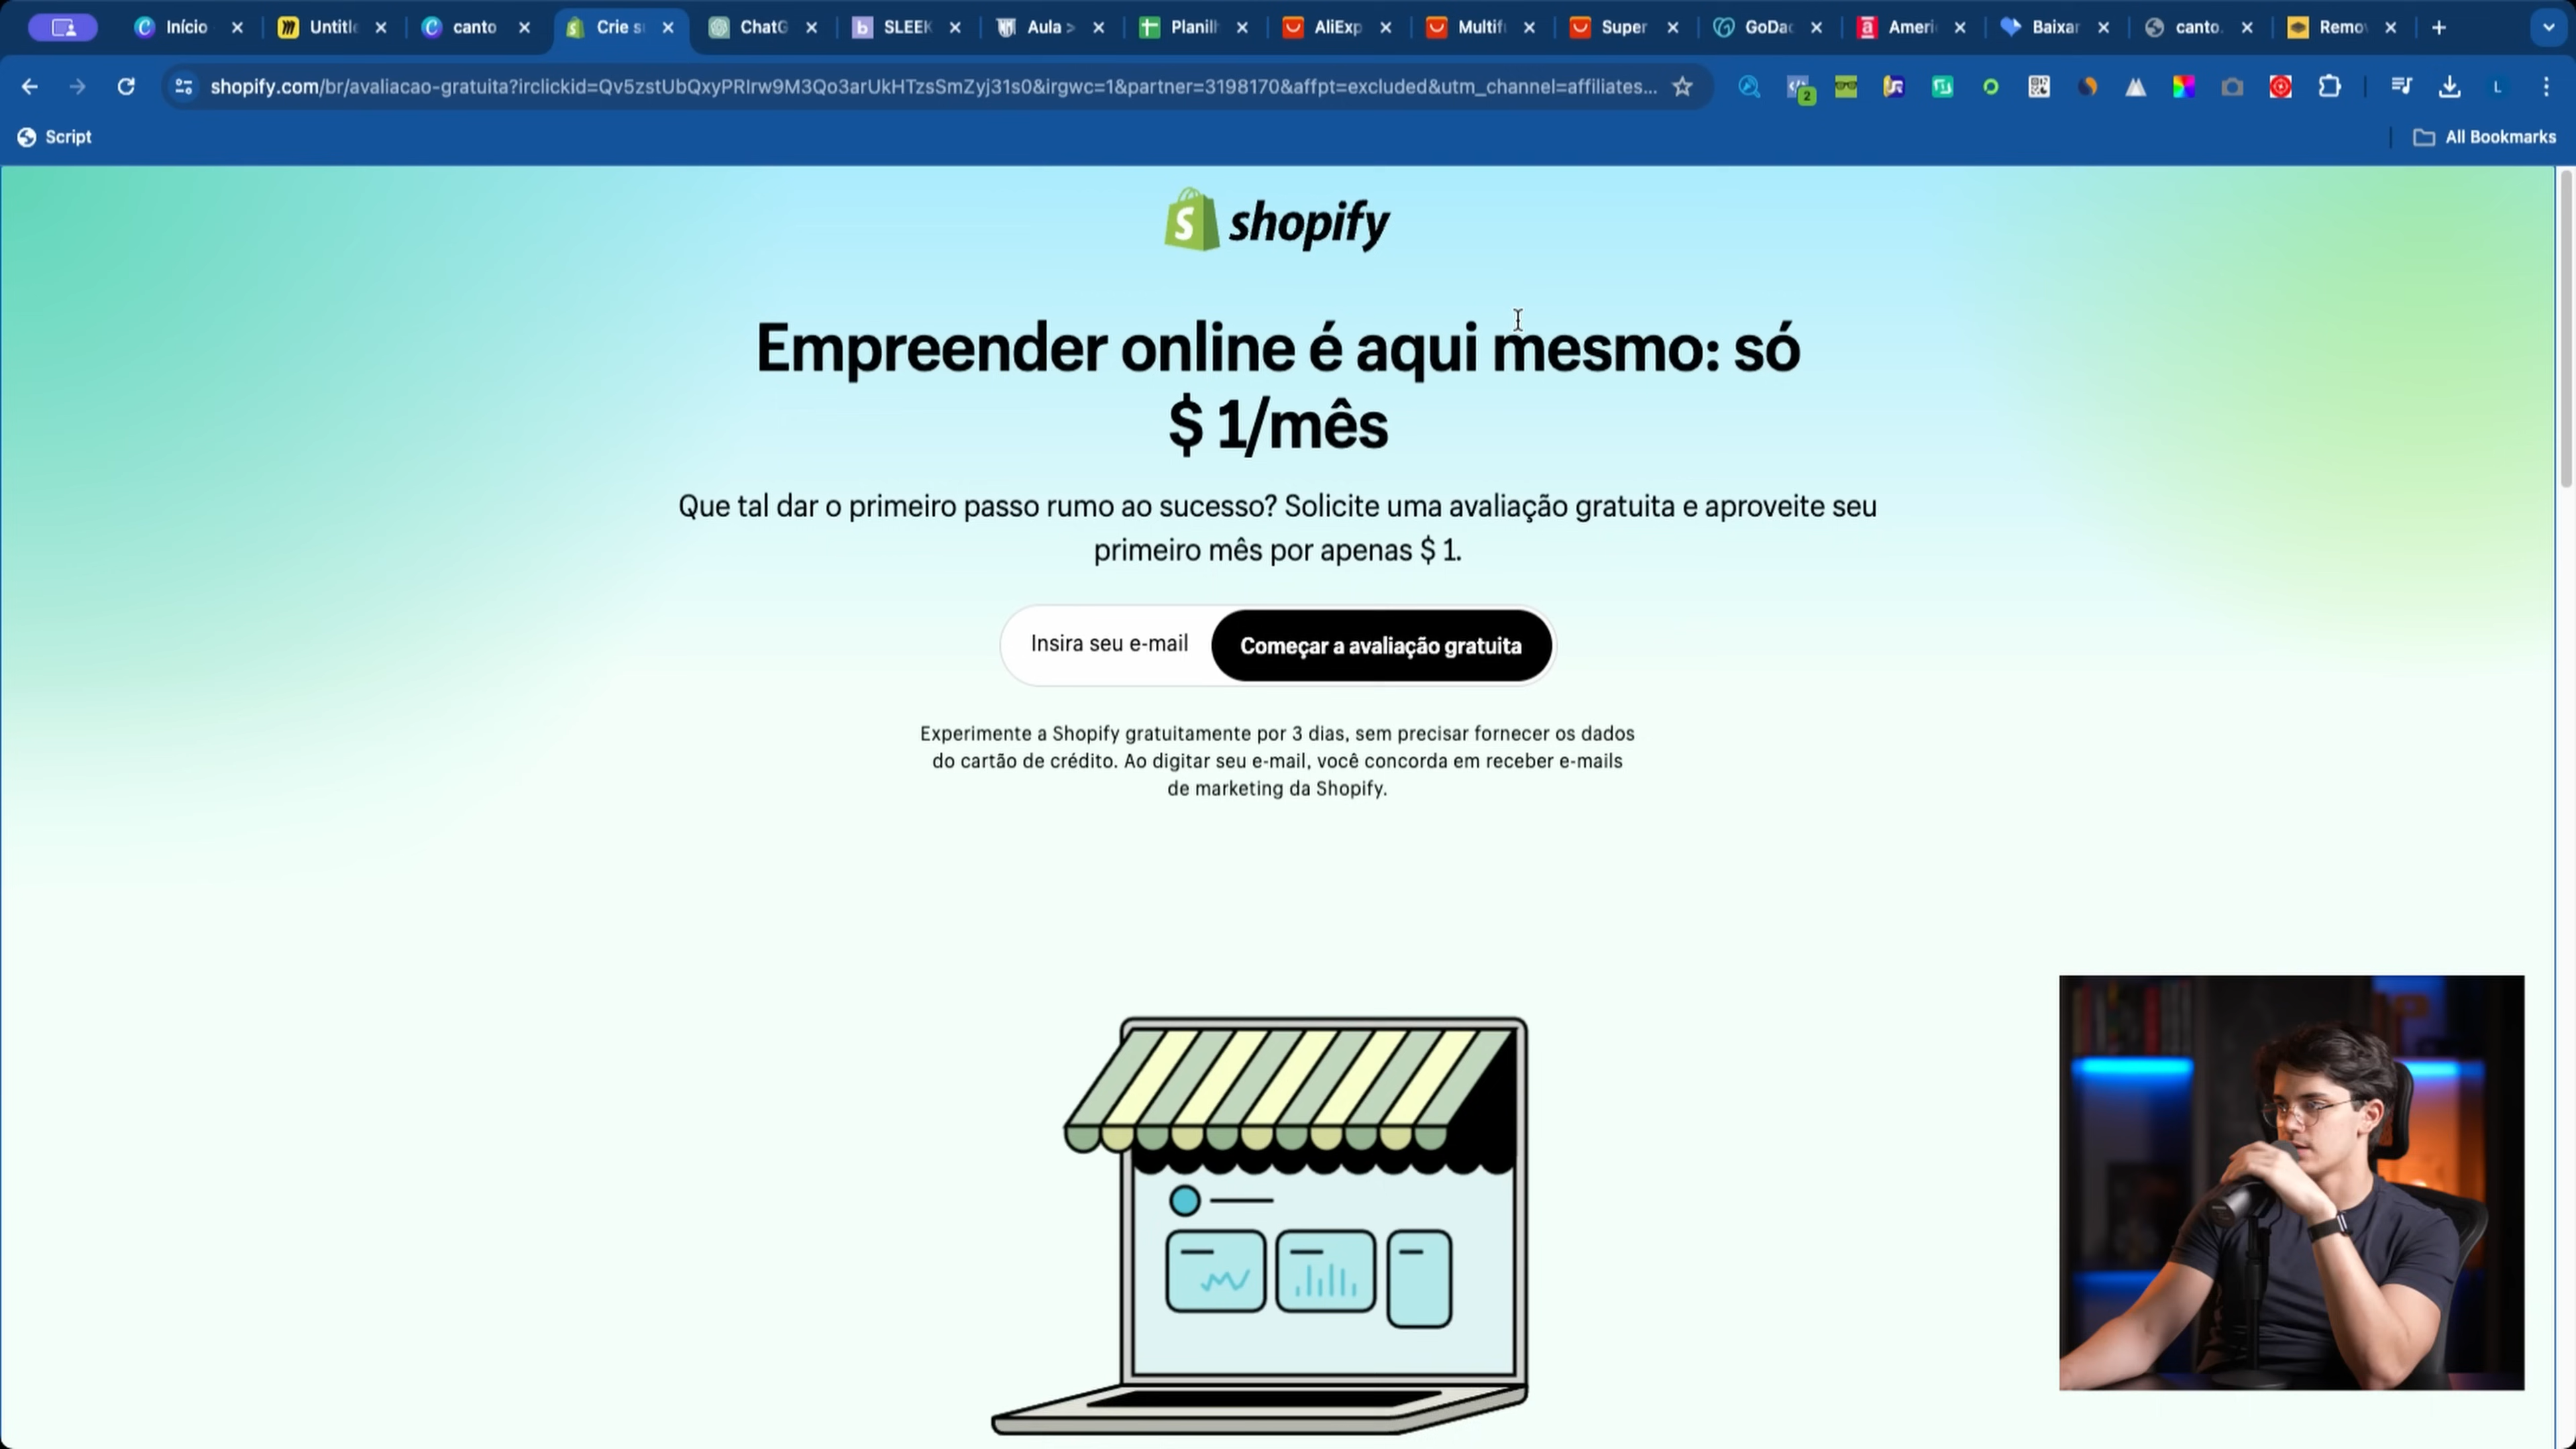 Início
Untitle
canto
Crie s
ChatG
SLEEK
Aula >
Planilh
AliExp
Multif
Super
GoDad
Ameri
Baixar
canto.
Remo
shopify.com/br/avaliacao-gratuita?irclickid=Qv5zstUbQxyPRIrw9M3Qo3arUkHTzsSmZyj31s0&irgwc=1&partner=3198170&affpt=excluded&utm_channel=affiliates...
2
L
Script
All Bookmarks
shopify
Empreender online é aqui mesmo: só
$ 1/mês
Que tal dar o primeiro passo rumo ao sucesso? Solicite uma avaliação gratuita e aproveite seu
primeiro mês por apenas $ 1.
Insira seu e-mail
Começar a avaliação gratuita
Experimente a Shopify gratuitamente por 3 dias, sem precisar fornecer os dados
do cartão de crédito. Ao digitar seu e-mail, você concorda em receber e-mails
de marketing da Shopify.